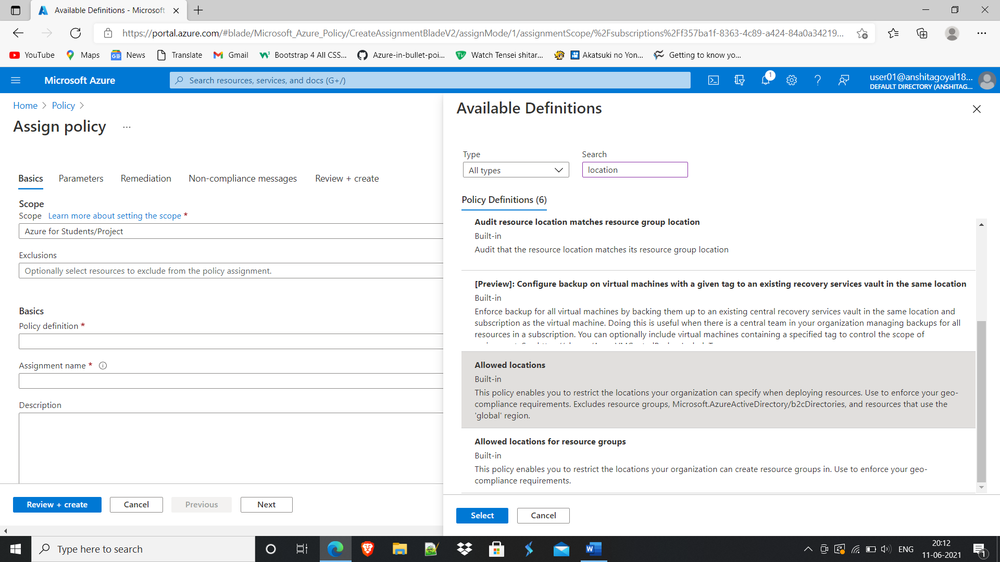 Available Definitions - Microsoft
https://portal.azure.com/#blade/Microsoft_Azure_Policy/CreateAssignmentBladeV2/assignMode/1/assignmentScope/%2Fsubscriptions%2Ff357ba1f-8363-4c89-a424-84a0a34219...
YouTube
Maps
News
Translate
Gmail
Bootstrap 4 All CSS...
Azure-in-bullet-poi...
Watch Tensei shitar...
Akatsuki no Yon...
Getting to know yo...
Microsoft Azure
Search resources, services, and docs (G+/)
1
user01@anshitagoyal18...
DEFAULT DIRECTORY (ANSHITAG...
Home > Policy >
Assign policy ...
Basics
Parameters
Remediation
Non-compliance messages
Review + create
Scope
Scope Learn more about setting the scope *
Azure for Students/Project
Exclusions
Optionally select resources to exclude from the policy assignment.
Basics
Policy definition *
Assignment name *
Description
Review + create
Cancel
Previous
Next
Available Definitions
Type
All types
Search
location
Policy Definitions (6)
Audit resource location matches resource group location
Built-in
Audit that the resource location matches its resource group location
[Preview]: Configure backup on virtual machines with a given tag to an existing recovery services vault in the same location
Built-in
Enforce backup for all virtual machines by backing them up to an existing central recovery services vault in the same location and
subscription as the virtual machine. Doing this is useful when there is a central team in your organization managing backups for all
resources in a subscription. You can optionally include virtual machines containing a specified tag to control the scope of
Allowed locations
Built-in
This policy enables you to restrict the locations your organization can specify when deploying resources. Use to enforce your geo-
compliance requirements. Excludes resource groups, Microsoft.AzureActiveDirectory/b2cDirectories, and resources that use the
'global' region.
Allowed locations for resource groups
Built-in
This policy enables you to restrict the locations your organization can create resource groups in. Use to enforce your geo-
compliance requirements.
Select
Cancel
Type here to search
ENG
20:12
11-06-2021
1